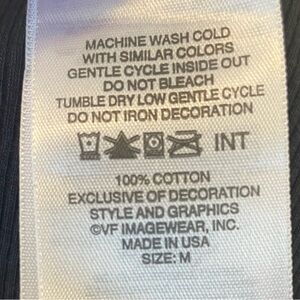 MACHINE WASH COLD
WITH SIMILAR COLORS
GENTLE CYCLE INSIDE OUT
DO NOT BLEACH
TUMBLE DRY LOW GENTLE CYCLE
DO NOT IRON DECORATION
INT
100% COTTON
EXCLUSIVE OF DECORATION
STYLE AND GRAPHICS
©VF IMAGEWEAR, INC.
MADE IN USA
SIZE: M